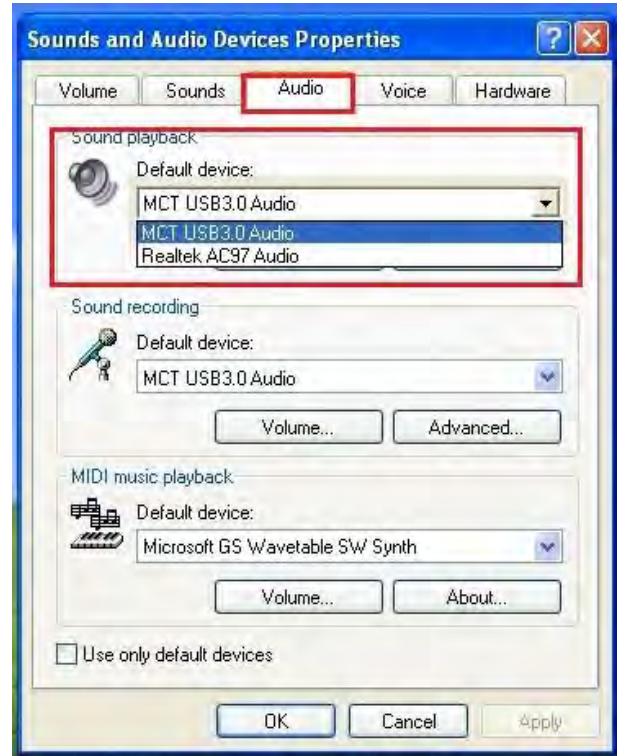 Sounds and Audio Devices Properties
Volume Sounds Audio Voice Hardware
Sound playback
Default device:
MCT USB3.0 Audio
MCT USB3.0 Audio
Realtek AC97 Audio
Sound recording
Default device:
MCT USB3.0 Audio
Volume... Advanced...
MIDI music playback
Default device:
Microsoft GS Wavetable SW Synth
Volume... About...
Use only default devices
OK Cancel Apply